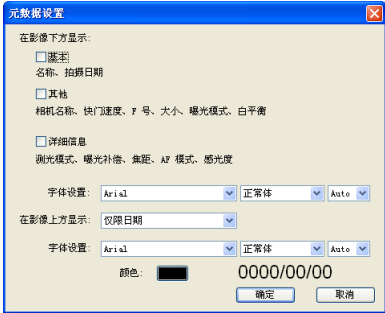 元数据设置
在影像下方显示:
基本
名称、拍摄日期
其他
相机名称、快门速度、F 号、大小、曝光模式、白平衡
详细信息
测光模式、曝光补偿、焦距、AF 模式、感光度
字体设置: Arial 正常体 Auto
在影像上方显示: 仅限日期
字体设置: Arial 正常体 Auto
颜色: 0000/00/00
确定 取消